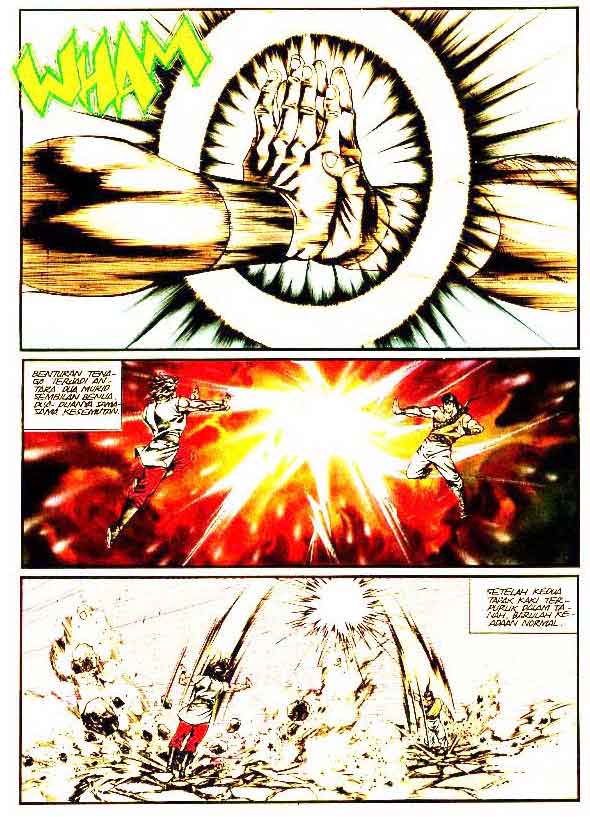 WHAM
BENTURAN TENA-
GA TERJADI AN-
TARA DUA MURID
SEMBILAN BENUA
DUA-DUANYA SAMA-
SAMA KESEMUTAN.
SETELAH KEDUA
TAPAK KAKI TER-
PURUK DALAM TA-
NAH, BARULAH KE-
ADAAN NORMAL.